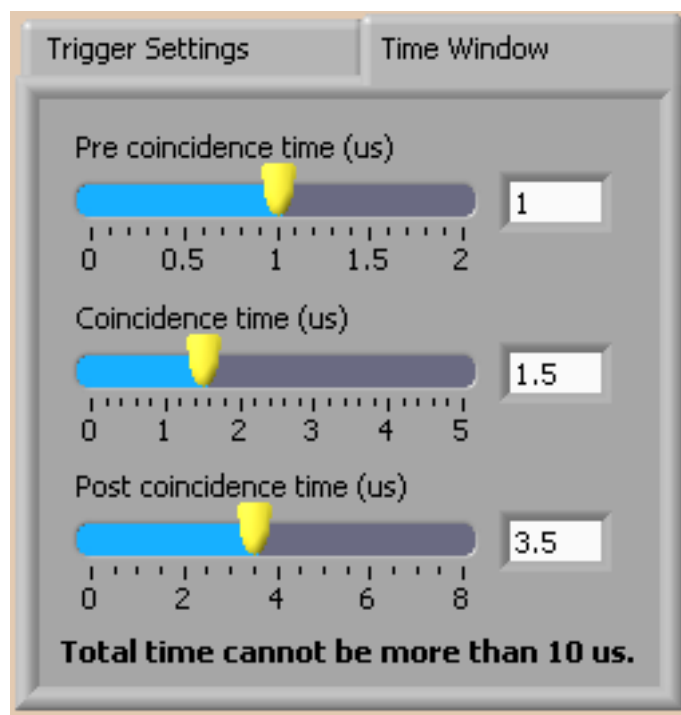 Trigger Settings Time Window
Pre coincidence time (us)
1
0 0.5 1 1.5 2
Coincidence time (us)
1.5
0 1 2 3 4 5
Post coincidence time (us)
3.5
0 2 4 6 8
Total time cannot be more than 10 us.